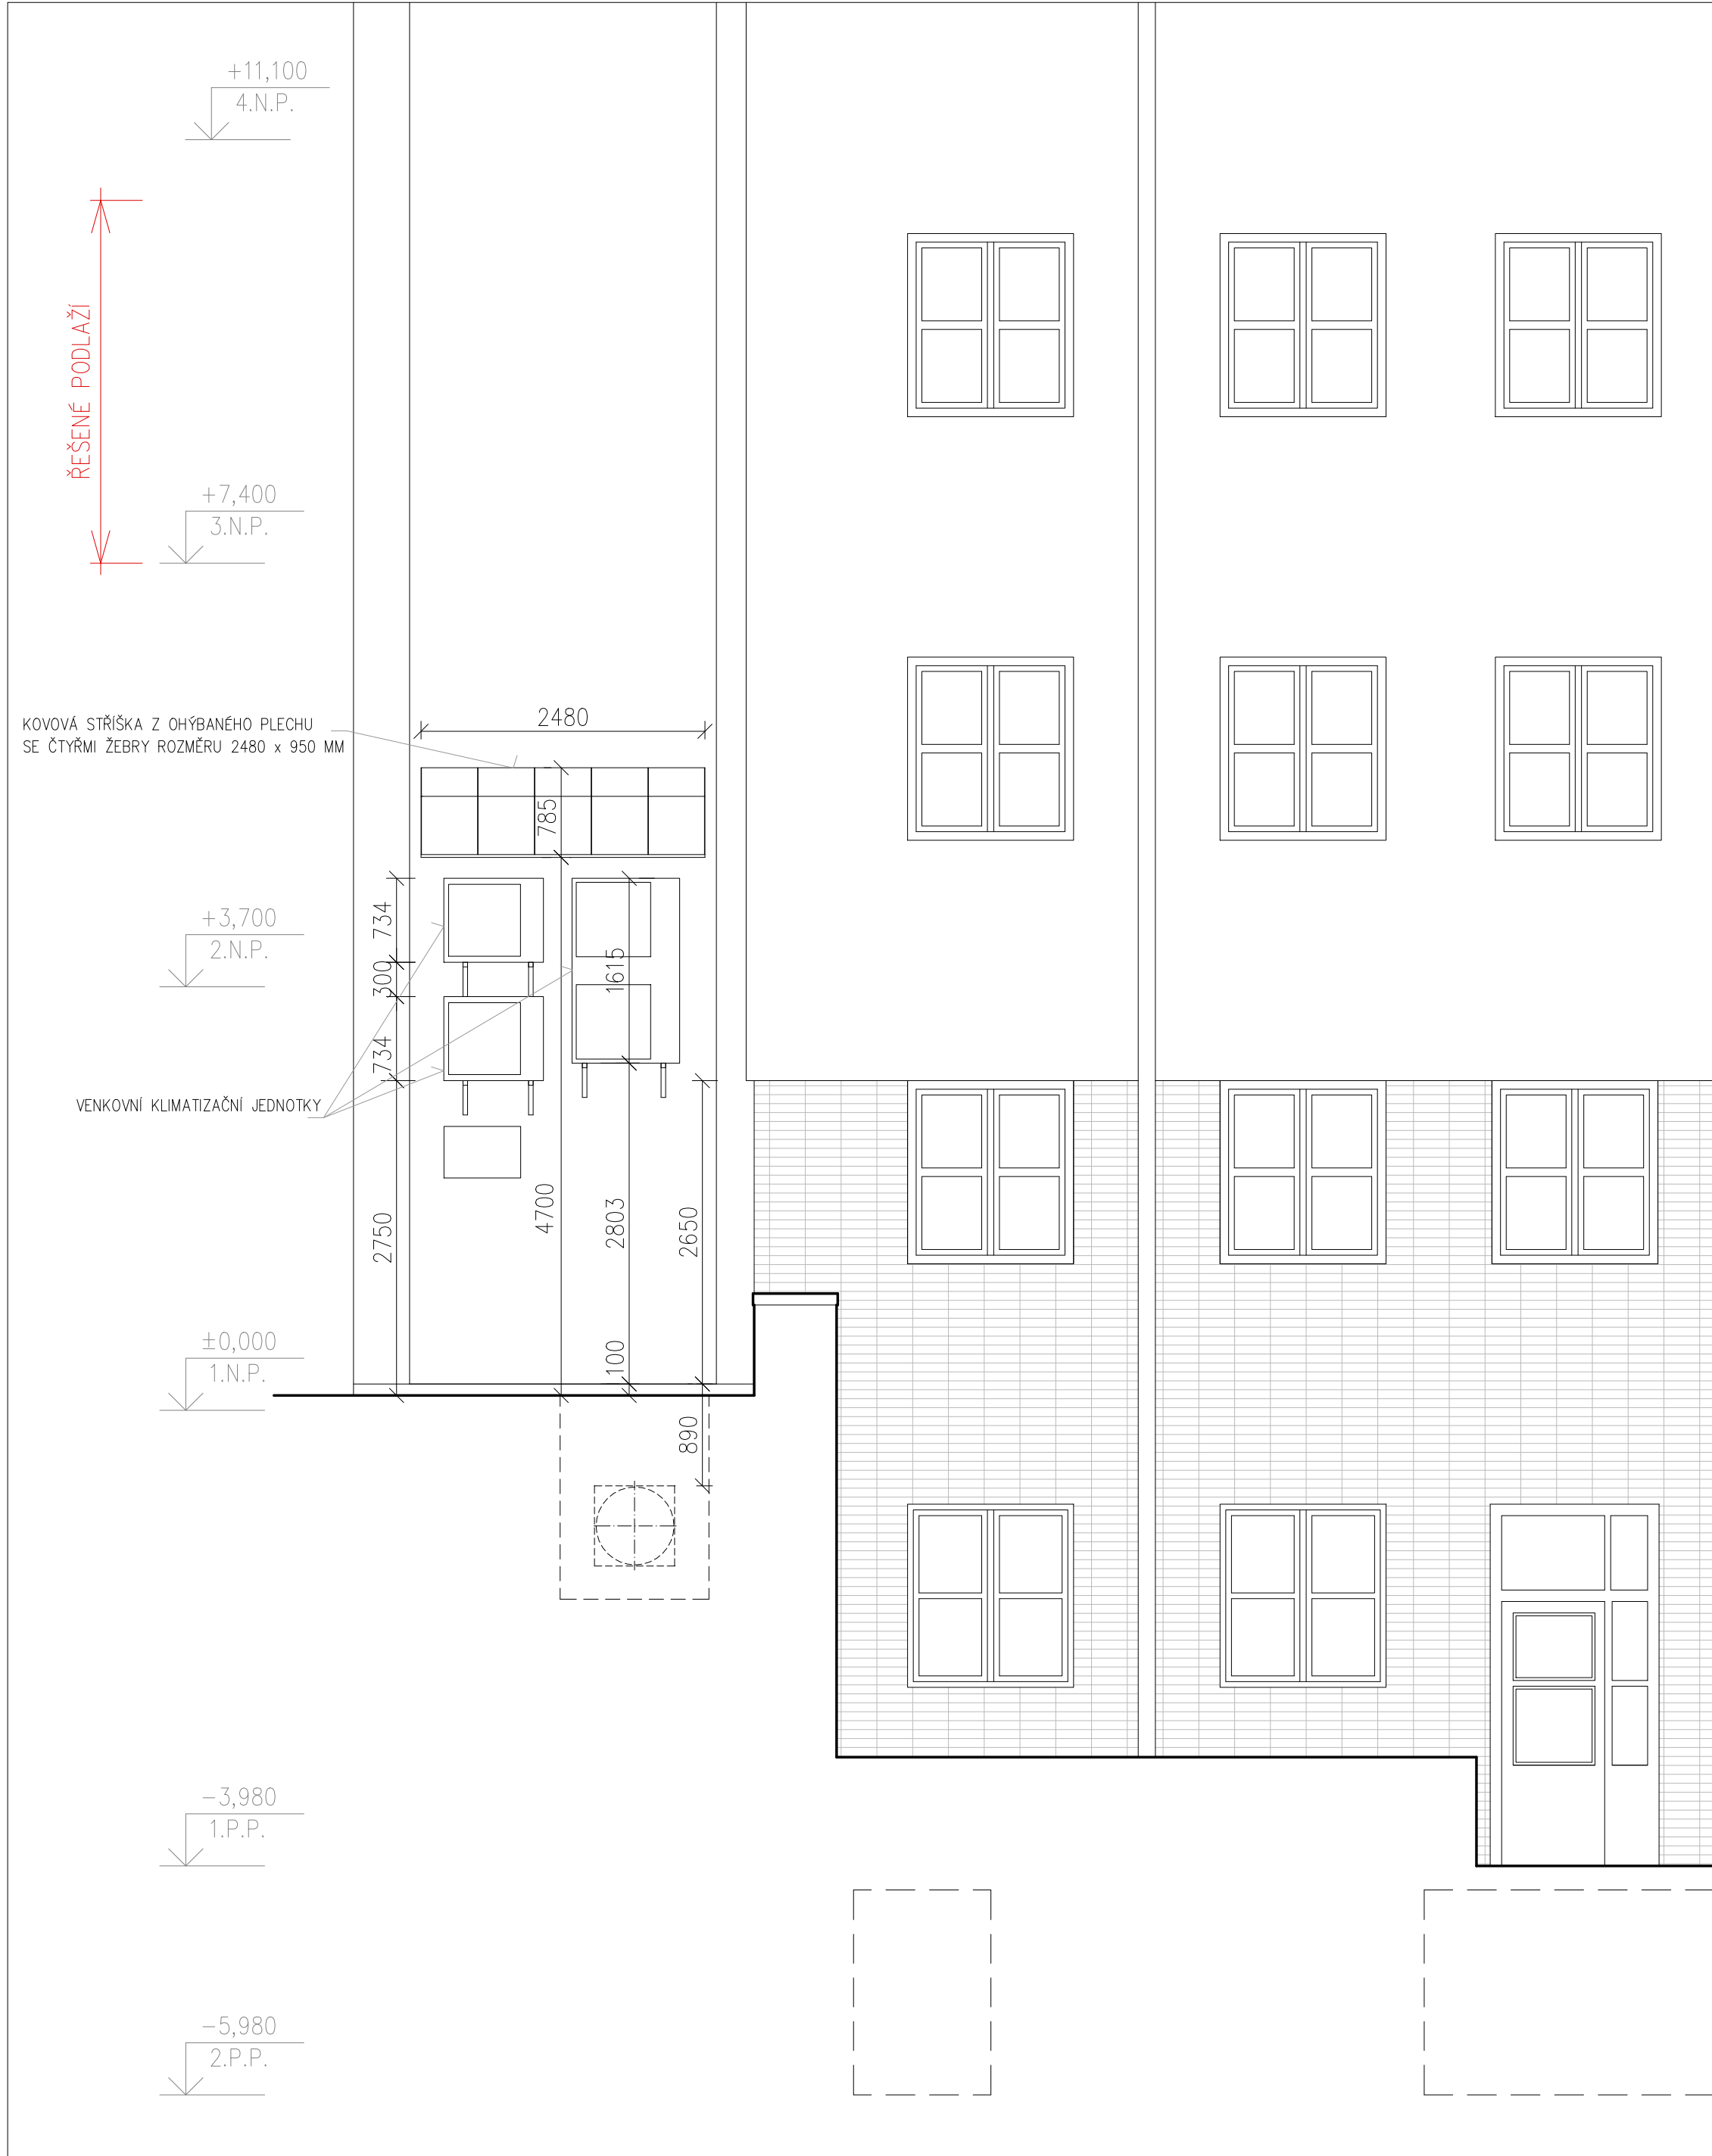 +11,100
4.N.P.
ŘEŠENÉ PODLAŽÍ
+7,400
3.N.P.
KOVOVÁ STŘÍŠKA Z OHÝBANÉHO PLECHU
SE ČTYŘMI ŽEBRY ROZMĚRU 2480 x 950 MM
2480
785
734
+3,700
2.N.P.
300
1615
734
VENKOVNÍ KLIMATIZAČNÍ JEDNOTKY
2750
4700
2803
2650
±0,000
1.N.P.
100
890
−3,980
1.P.P.
−5,980
2.P.P.